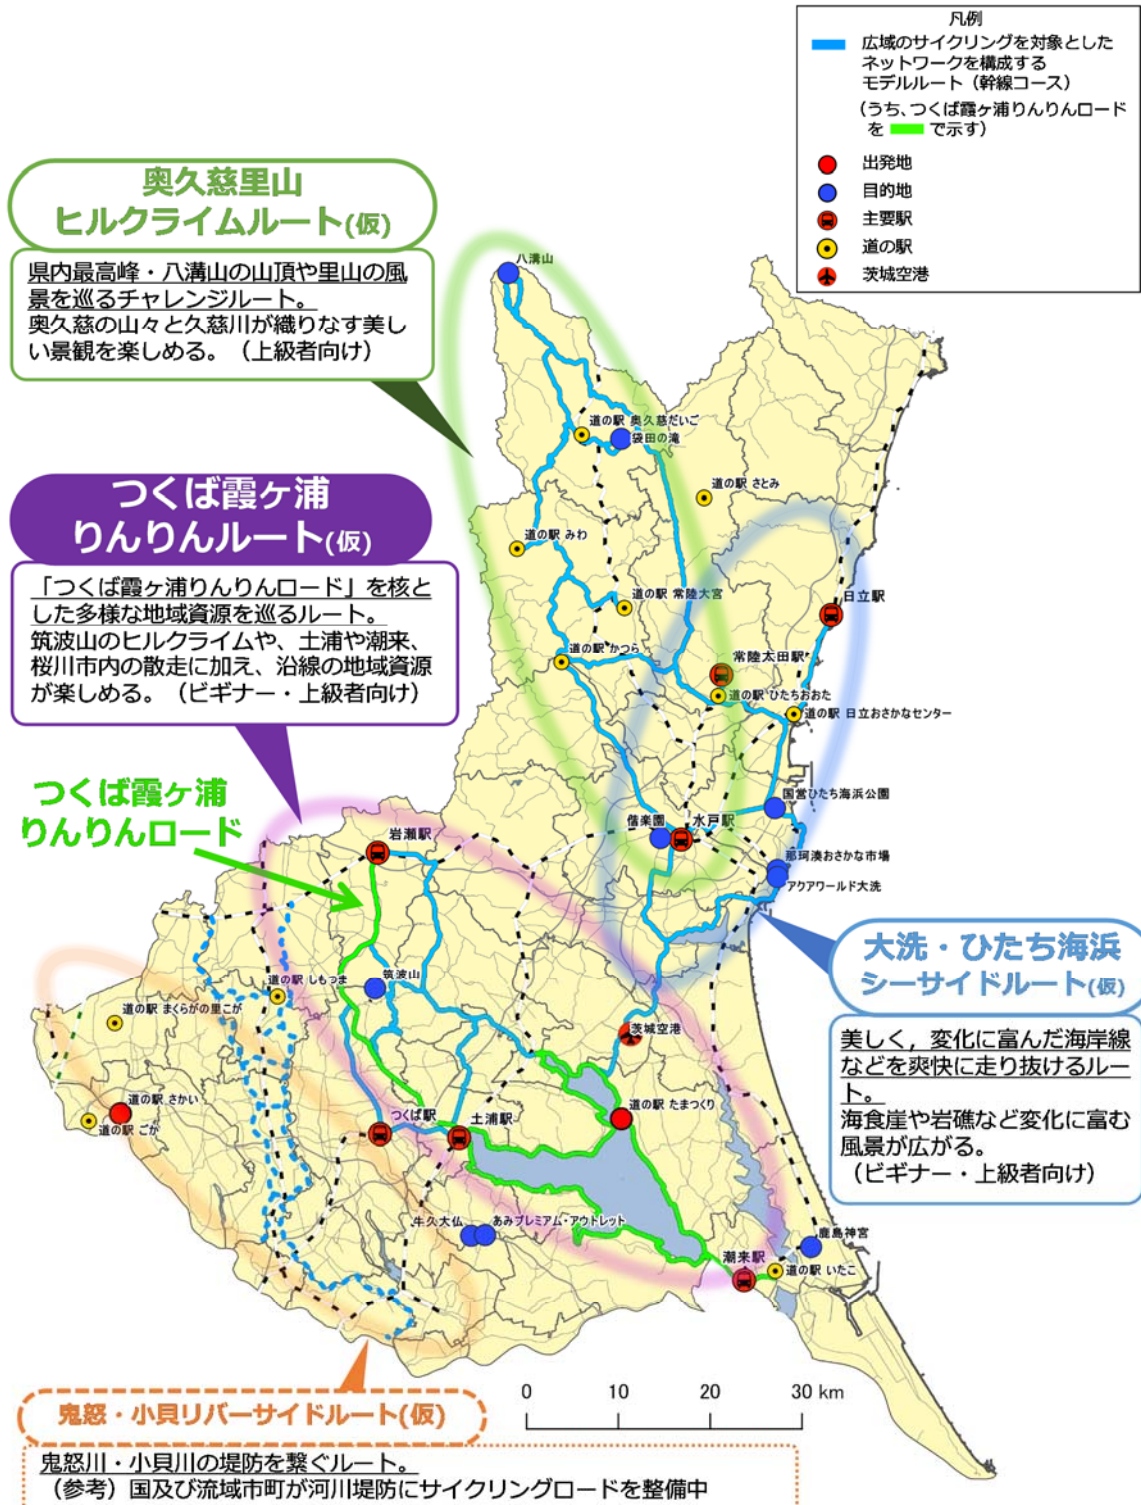 凡例
広域のサイクリングを対象とした
ネットワークを構成する
モデルルート（幹線コース）
（うち、つくば霞ヶ浦りんりんロード
を で示す）
出発地
目的地
主要駅
道の駅
茨城空港
奥久慈里山
ヒルクライムルート(仮)
県内最高峰・八溝山の山頂や里山の風
景を巡るチャレンジルート。
奥久慈の山々と久慈川が織りなす美し
い景観を楽しめる。（上級者向け）
八溝山
道の駅 奥久慈だいご
袋田の滝
道の駅 さとみ
つくば霞ヶ浦
りんりんルート(仮)
「つくば霞ヶ浦りんりんロード」を核と
した多様な地域資源を巡るルート。
筑波山のヒルクライムや、土浦や潮来、
桜川市内の散走に加え、沿線の地域資源
が楽しめる。（ビギナー・上級者向け）
道の駅 みわ
道の駅 常陸大宮
日立駅
道の駅 かつら
常陸太田駅
道の駅 ひたちおおた
道の駅 日立おさかなセンター
つくば霞ヶ浦
りんりんロード
国営ひたち海浜公園
偕楽園
水戸駅
岩瀬駅
那珂湊おさかな市場
アクアワールド大洗
大洗・ひたち海浜
シーサイドルート(仮)
美しく，変化に富んだ海岸線
などを爽快に走り抜けるルー
ト。
海食崖や岩礁など変化に富む
風景が広がる。
（ビギナー・上級者向け）
筑波山
道の駅 しもつま
道の駅 まくらがの里こが
茨城空港
道の駅 さかい
道の駅 ごか
つくば駅
土浦駅
道の駅 たまつくり
牛久大仏
あみプレミアム・アウトレット
鹿島神宮
潮来駅
道の駅 いたこ
0 10 20 30 km
鬼怒・小貝リバーサイドルート(仮)
鬼怒川・小貝川の堤防を繋ぐルート。
（参考）国及び流域市町が河川堤防にサイクリングロードを整備中